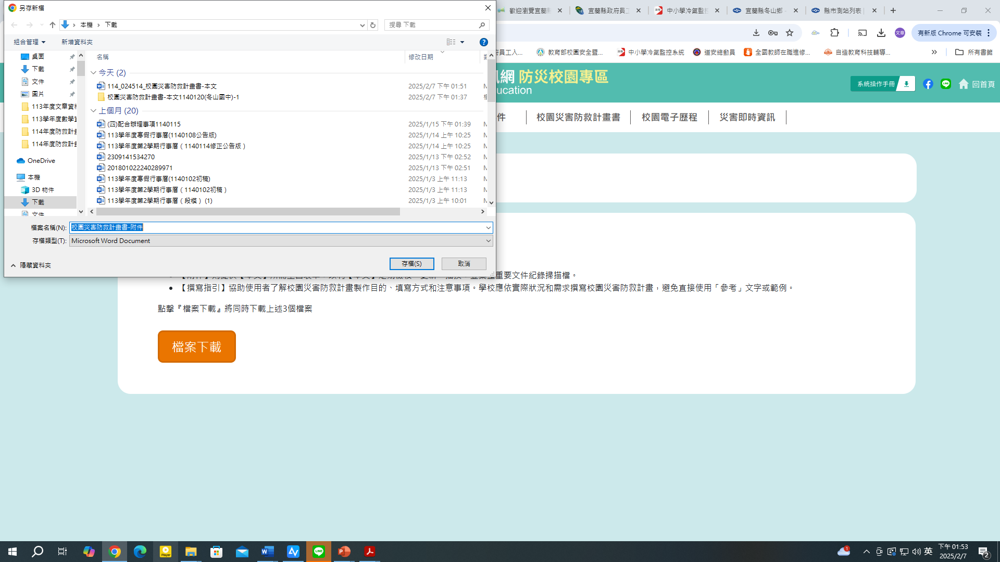 另存新檔
本機 › 下載
搜尋 下載
組合管理
新增資料夾
桌面
下載
文件
圖片
113年度文章資料
113學年度數學
114年度防救計
114年度防救計
OneDrive
本機
3D 物件
下載
文件
名稱
修改日期
今天 (2)
114_024514_校園災害防救計畫書-本文 2025/2/7 下午 01:51
校園災害防救計畫書-本文1140120(冬山國中)-1 2025/2/7 下午 01:37
上個月 (20)
(四)配合辦理事項1140115 2025/1/15 下午 01:39
113學年度寒假行事曆(1140108公告版) 2025/1/14 上午 10:25
113學年度第2學期行事曆（1140114修正公告版） 2025/1/14 上午 10:25
2309141534270 2025/1/13 下午 02:52
201801022240289971 2025/1/13 下午 02:51
113學年度寒假行事曆(1140102初稿) 2025/1/3 上午 11:13
113學年度第2學期行事曆（1140102初稿） 2025/1/3 上午 11:13
113學年度第2學期行事曆（段模）(1) 2025/1/3 上午 10:01
檔案名稱(N): 校園災害防救計畫書-附件
存檔類型(T): Microsoft Word Document
隱藏資料夾
存檔(S)
取消
歡迎瀏覽宜蘭縣
宜蘭縣政府員工
中小學冷氣監控
宜蘭縣冬山鄉 -
縣市測站列表 |
文章
有新版 Chrome 可安裝
府員工入...
教育部校園安全暨...
中小學冷氣監控系統
道安總動員
全國教師在職進修...
自造教育科技輔導...
所有書籤
訊網 防災校園專區
ucation
系統操作手冊
回首頁
件
校園災害防救計畫書
校園電子歷程
災害即時資訊
重要文件紀錄掃描檔。
【撰寫指引】協助使用者了解校園災害防救計畫製作目的、填寫方式和注意事項。學校應依實際狀況和需求撰寫校園災害防救計畫，避免直接使用「參考」文字或範例。
點擊『檔案下載』將同時下載上述3個檔案
檔案下載
Player
LINE
1
英
下午 01:53
2025/2/7
2